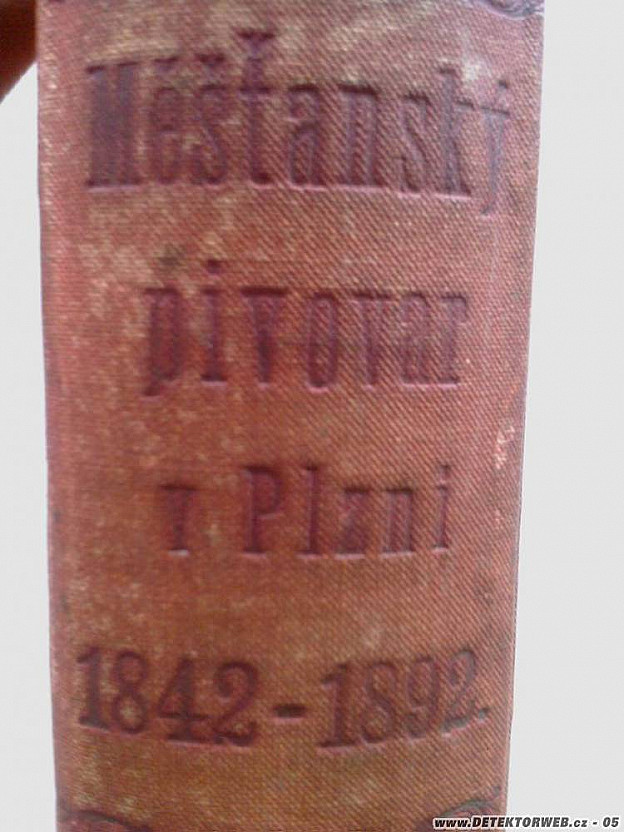 Měšťanský
pivovar
v Plzni
1842-1892.
www.DETEKTORWEB.cz - 05